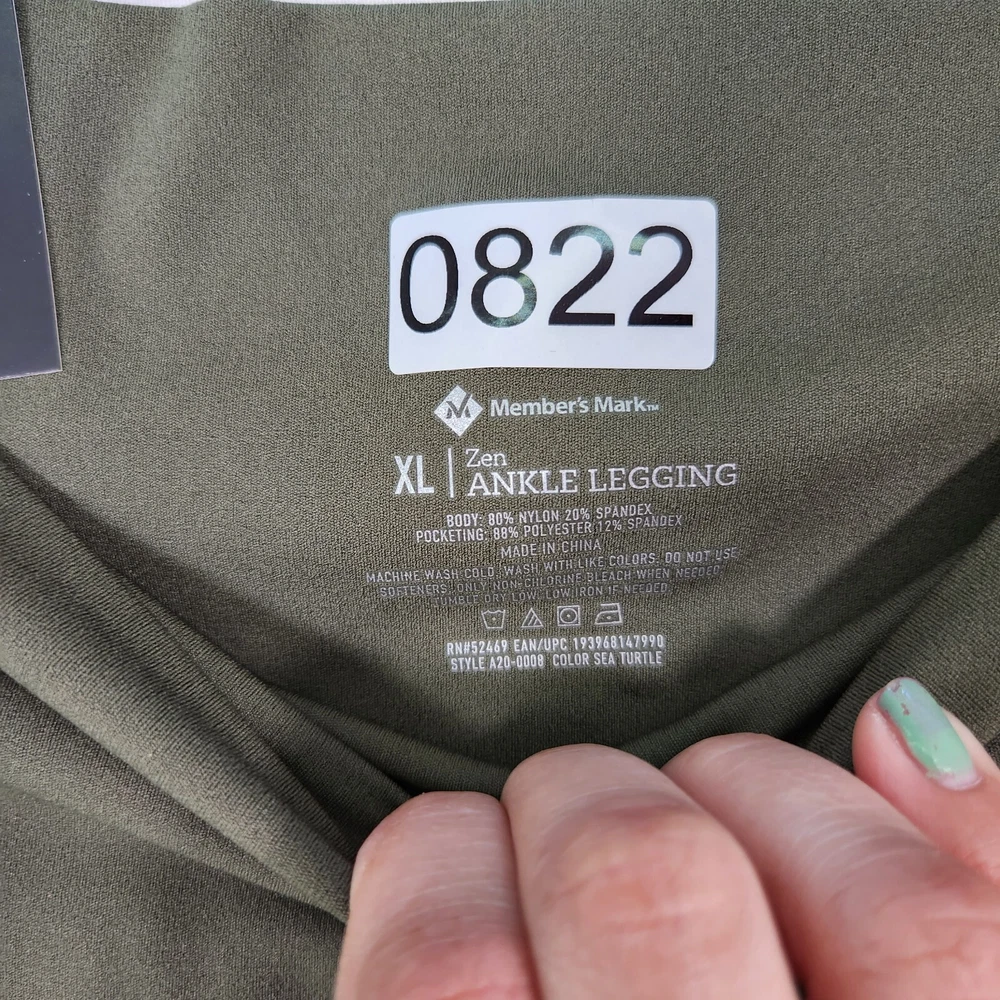 0822
Member's Mark™
XL | Zen
ANKLE LEGGING
BODY: 80% NYLON 20% SPANDEX
POCKETING: 88% POLYESTER 12% SPANDEX
MADE IN CHINA
MACHINE WASH COLD. WASH WITH LIKE COLORS. DO NOT USE
SOFTENERS. ONLY NON-CHLORINE BLEACH WHEN NEEDED.
TUMBLE DRY LOW. LOW IRON IF NEEDED.
RN#52469 EAN/UPC 193968147990
STYLE A20-0008 COLOR SEA TURTLE